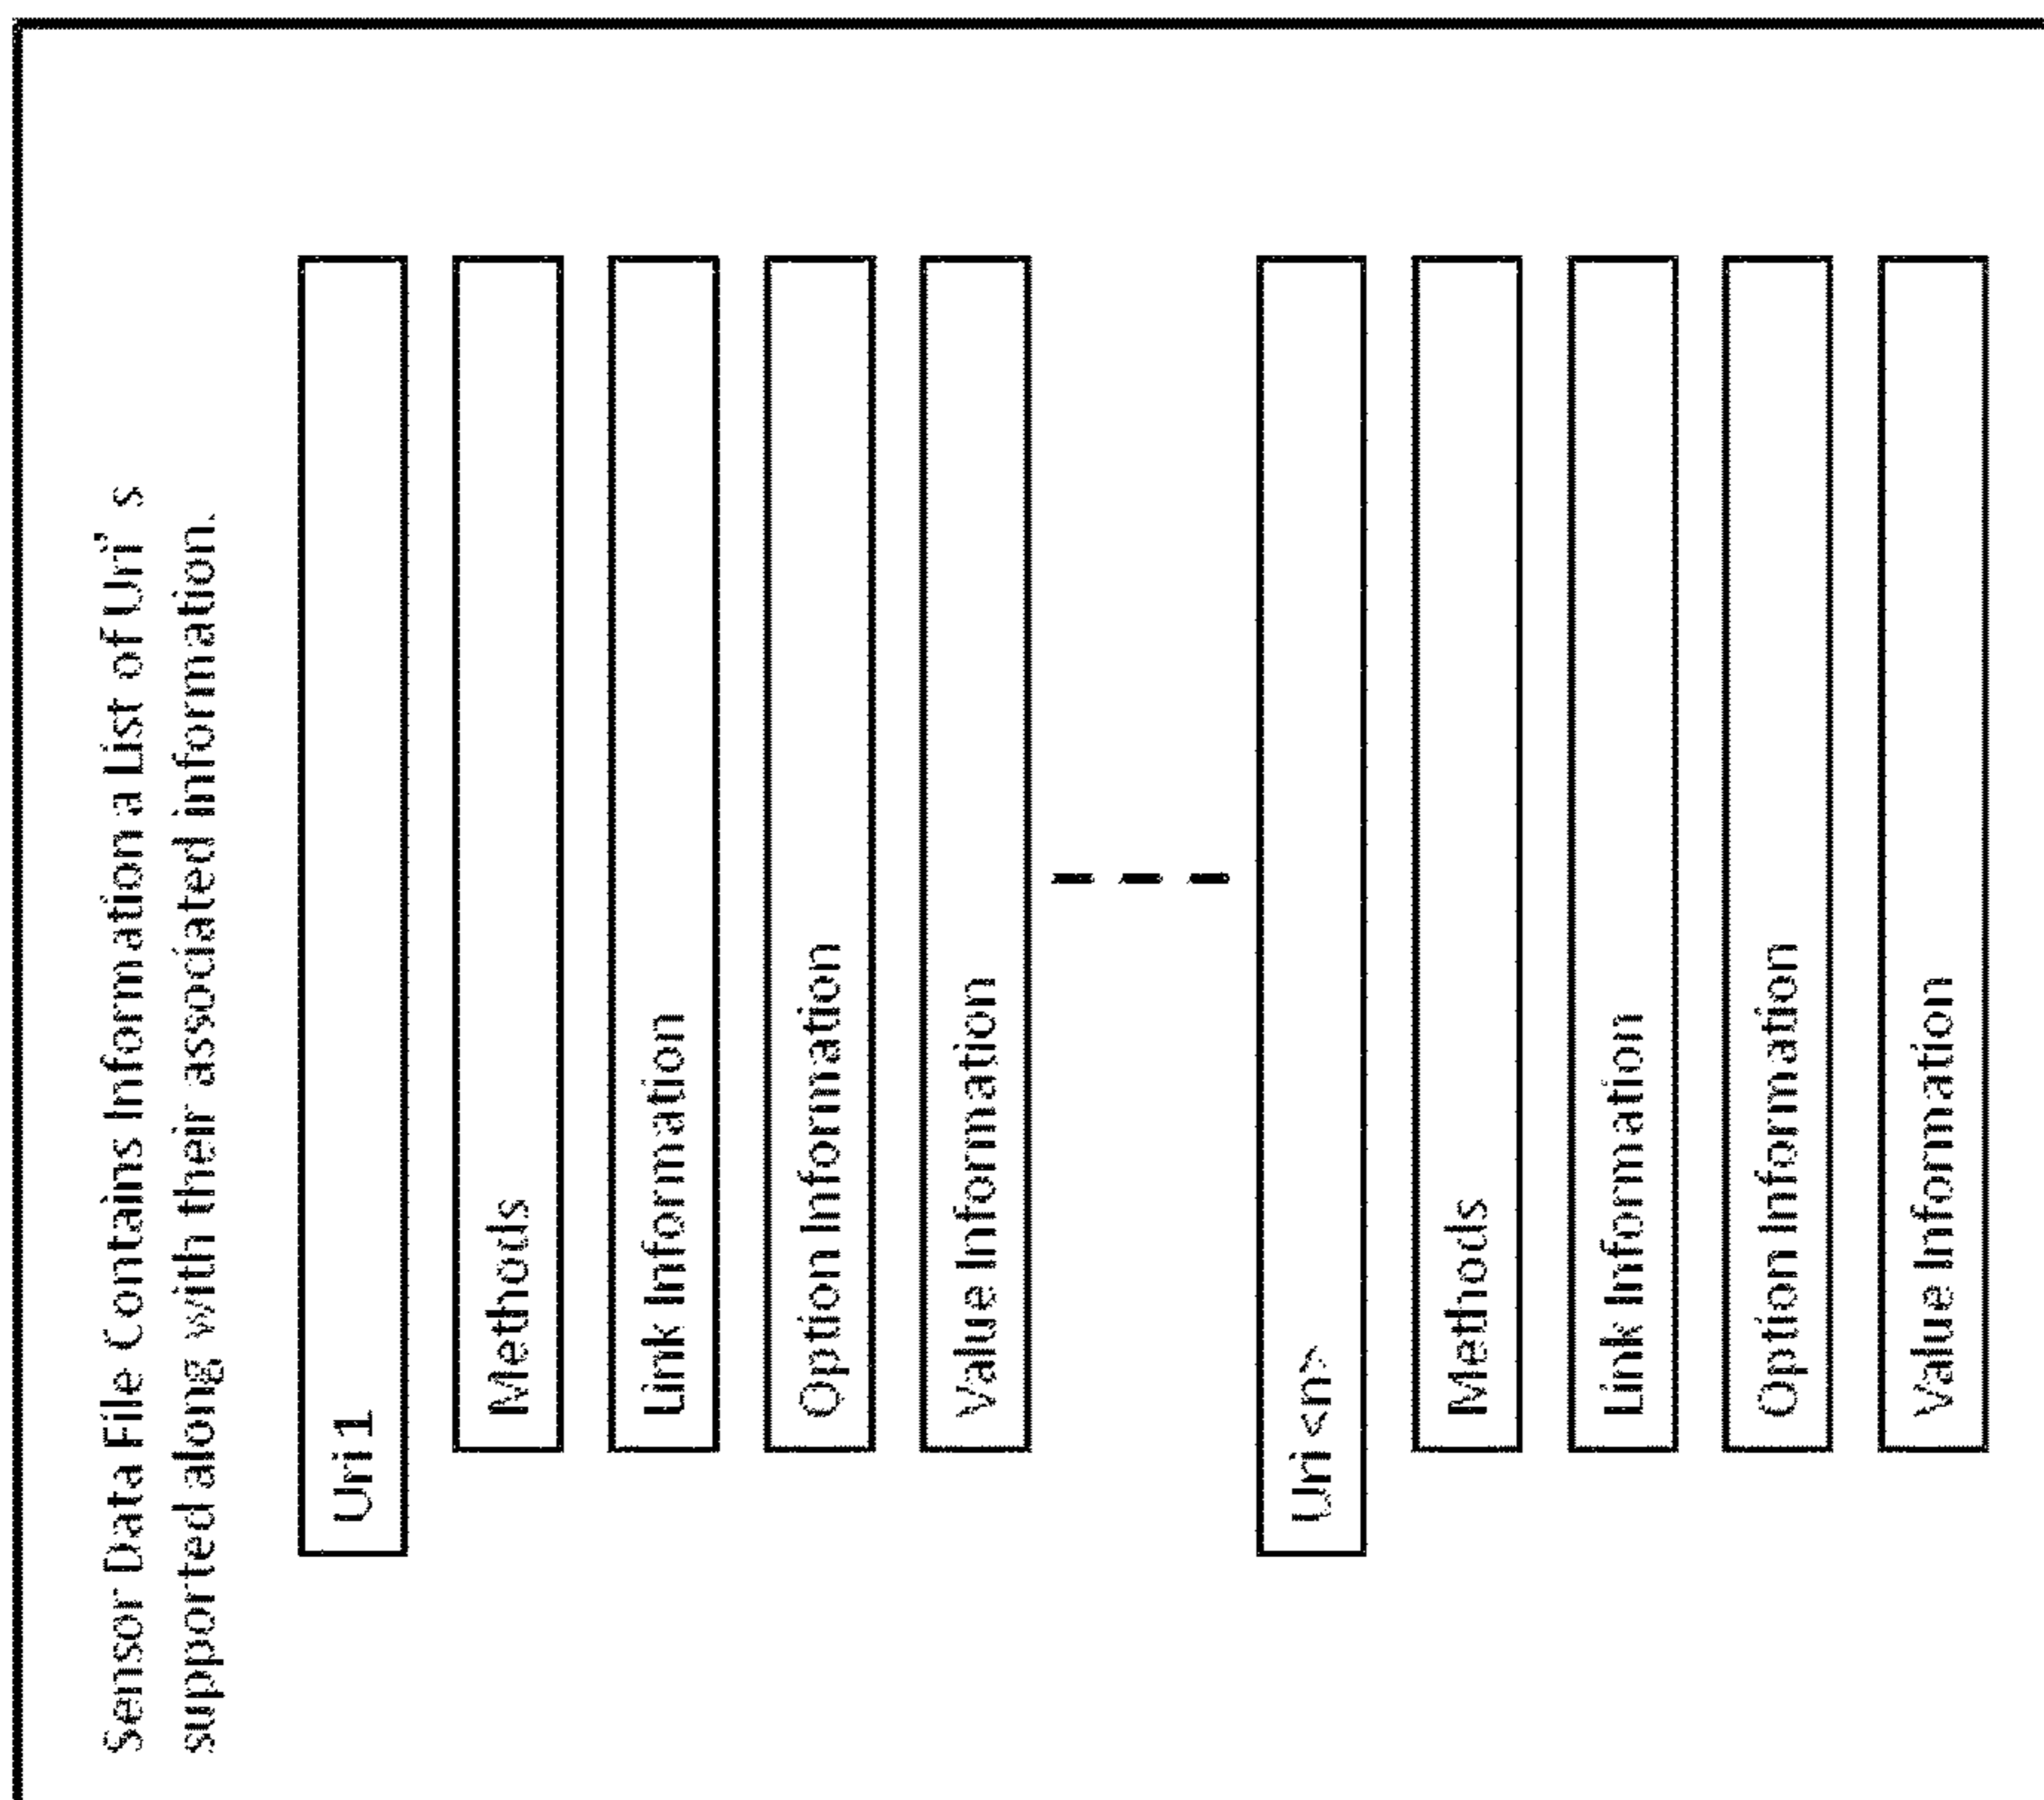 Sensor Data File Contains Information a List of Uri’ s
supported along with their associated information.
Uri 1
Methods
Link Information
Option Information
Value Information
Uri <n>
Methods
Link Information
Option Information
Value Information